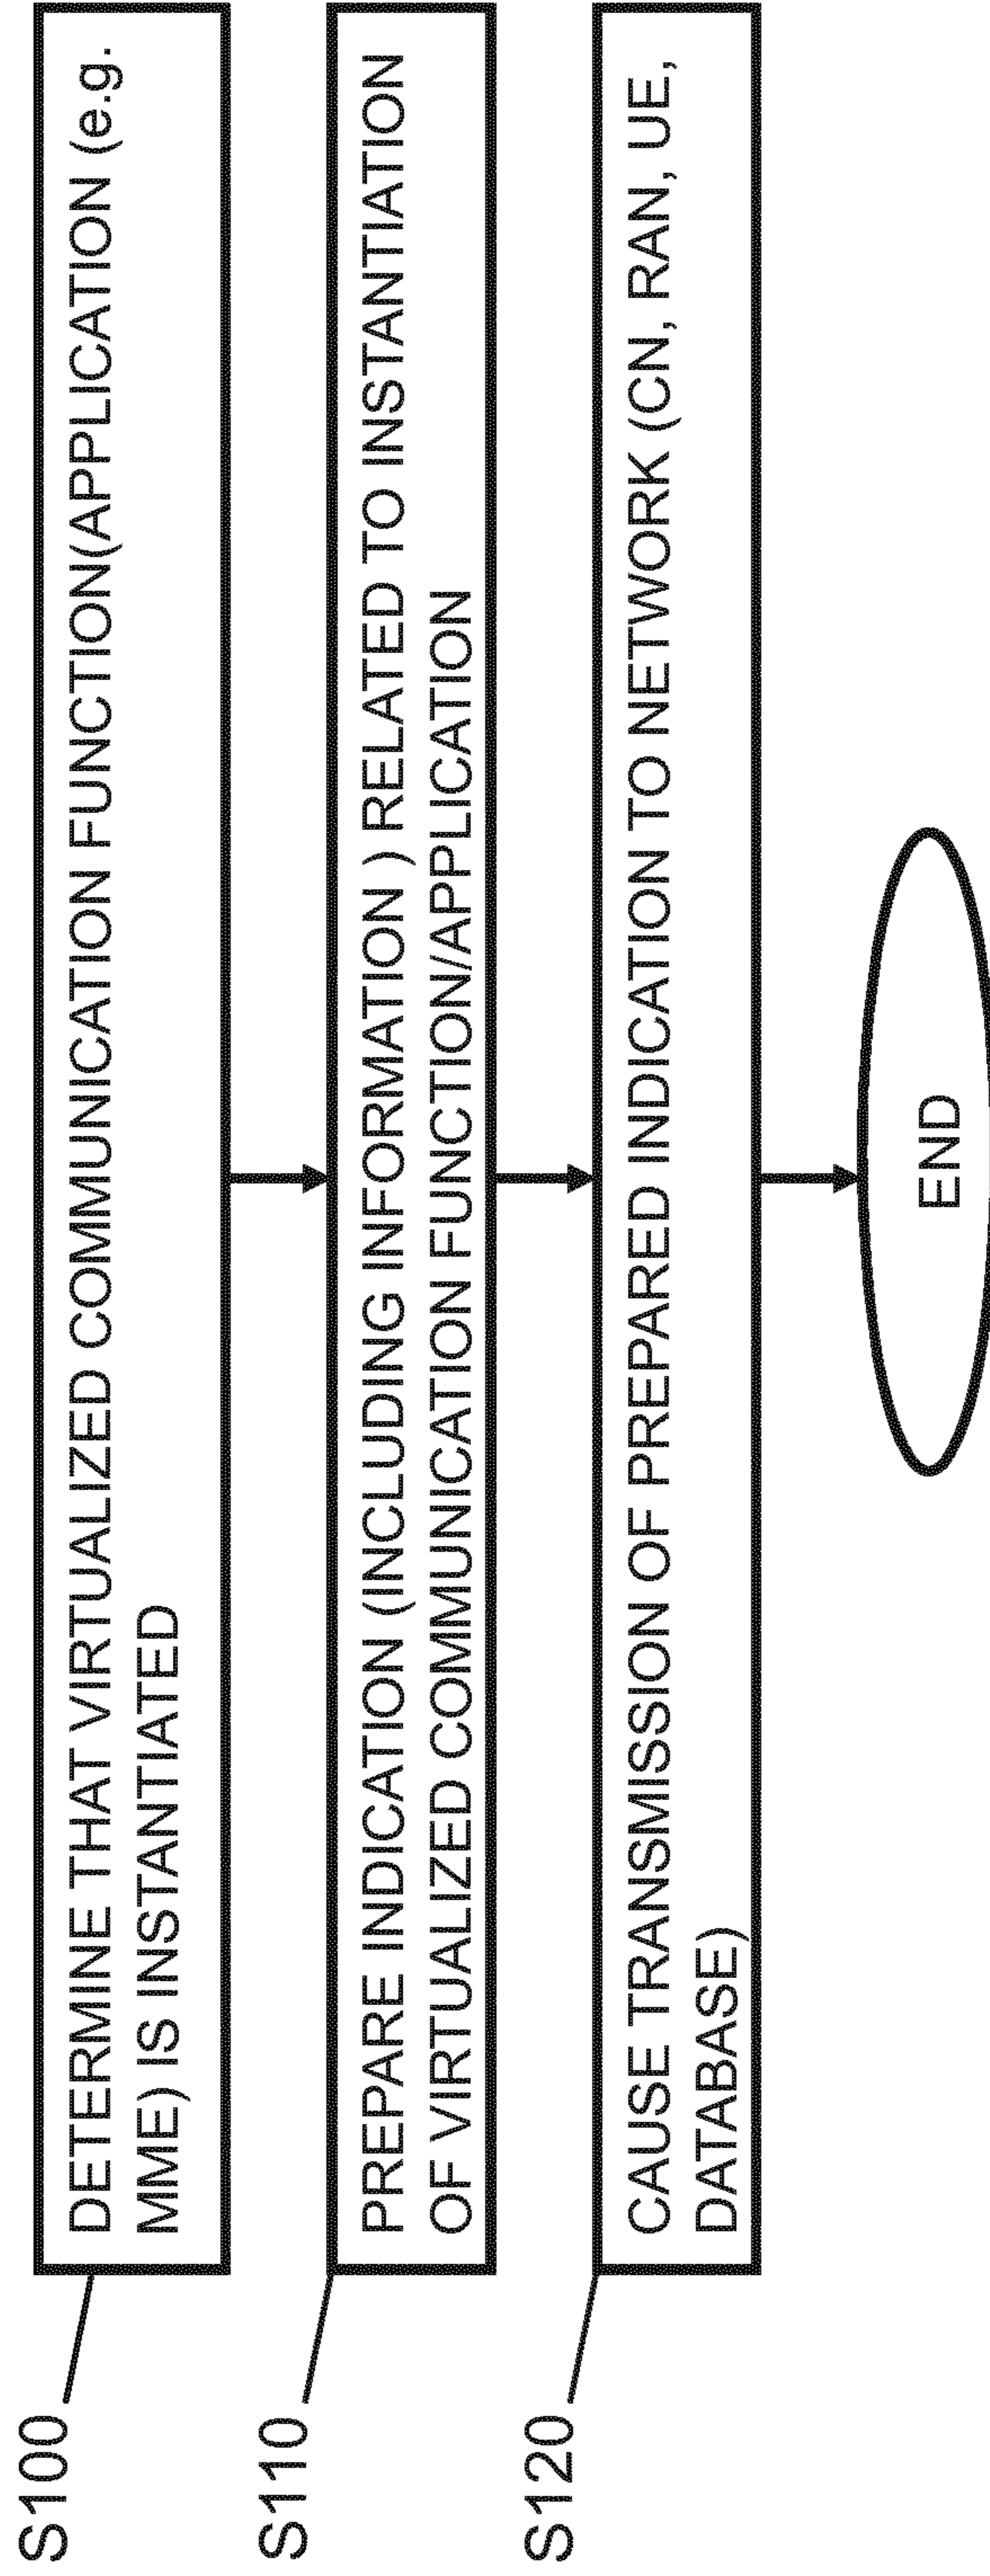 S100
DETERMINE THAT VIRTUALIZED COMMUNICATION FUNCTION(APPLICATION (e.g.
MME) IS INSTANTIATED
S110
PREPARE INDICATION (INCLUDING INFORMATION ) RELATED TO INSTANTIATION
OF VIRTUALIZED COMMUNICATION FUNCTION/APPLICATION
S120
CAUSE TRANSMISSION OF PREPARED INDICATION TO NETWORK (CN, RAN, UE,
DATABASE)
END